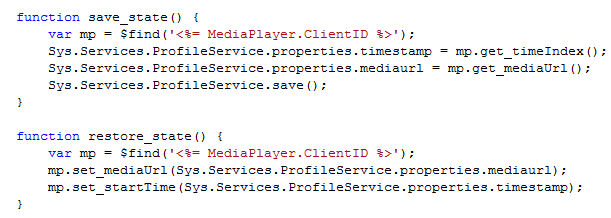 function save_state() {
    var mp = $find('<%= MediaPlayer.ClientID %>');
    Sys.Services.ProfileService.properties.timestamp = mp.get_timeIndex();
    Sys.Services.ProfileService.properties.mediaurl = mp.get_mediaUrl();
    Sys.Services.ProfileService.save();
}

function restore_state() {
    var mp = $find('<%= MediaPlayer.ClientID %>');
    mp.set_mediaUrl(Sys.Services.ProfileService.properties.mediaurl);
    mp.set_startTime(Sys.Services.ProfileService.properties.timestamp);
}